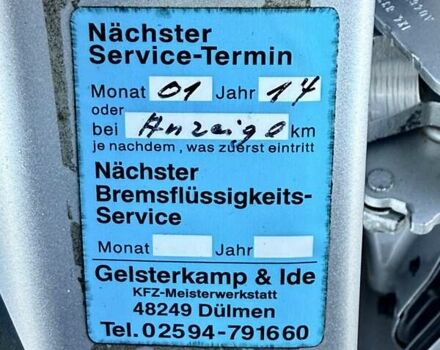 Nächster
Service-Termin
Monat 01 Jahr 14
oder
bei Anzeige km
je nachdem, was zuerst eintritt
Nächster
Bremsflüssigkeits-
Service
Monat Jahr
Gelsterkamp & Ide
KFZ-Meisterwerkstatt
48249 Dülmen
Tel. 02594-791660